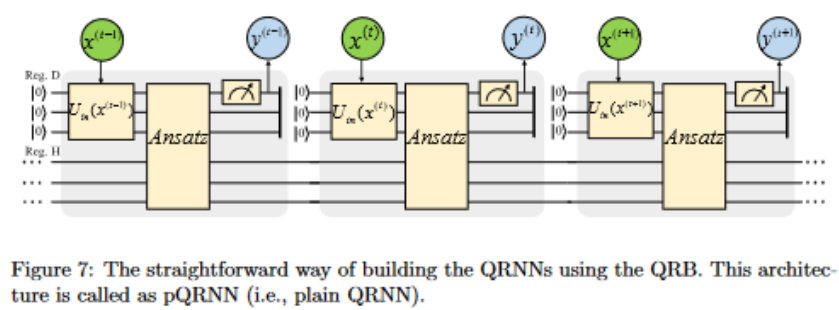 x^(t-1) y^(t-1) x^(t) y^(t) x^(t+1) y^(t+1)
Reg. D
|0⟩ |0⟩ |0⟩
|0⟩ U_in(x^(t-1)) |0⟩ U_in(x^(t)) |0⟩ U_in(x^(t+1))
|0⟩ Ansatz |0⟩ Ansatz |0⟩ Ansatz
Reg. H
··· ···
··· ···
··· ···
Figure 7: The straightforward way of building the QRNNs using the QRB. This architec-
ture is called as pQRNN (i.e., plain QRNN).